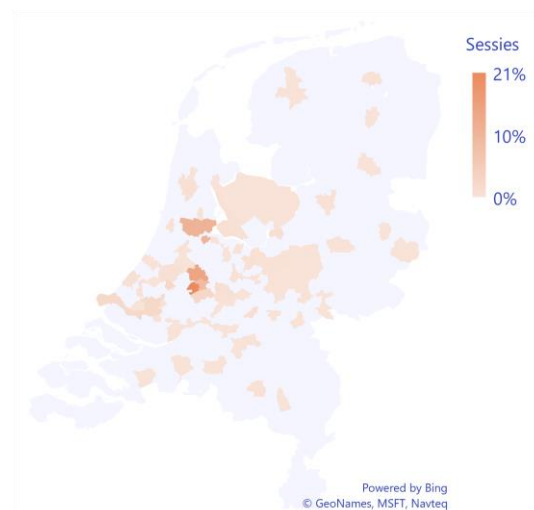 Sessies
21%
10%
0%
Powered by Bing
© GeoNames, MSFT, Navteq